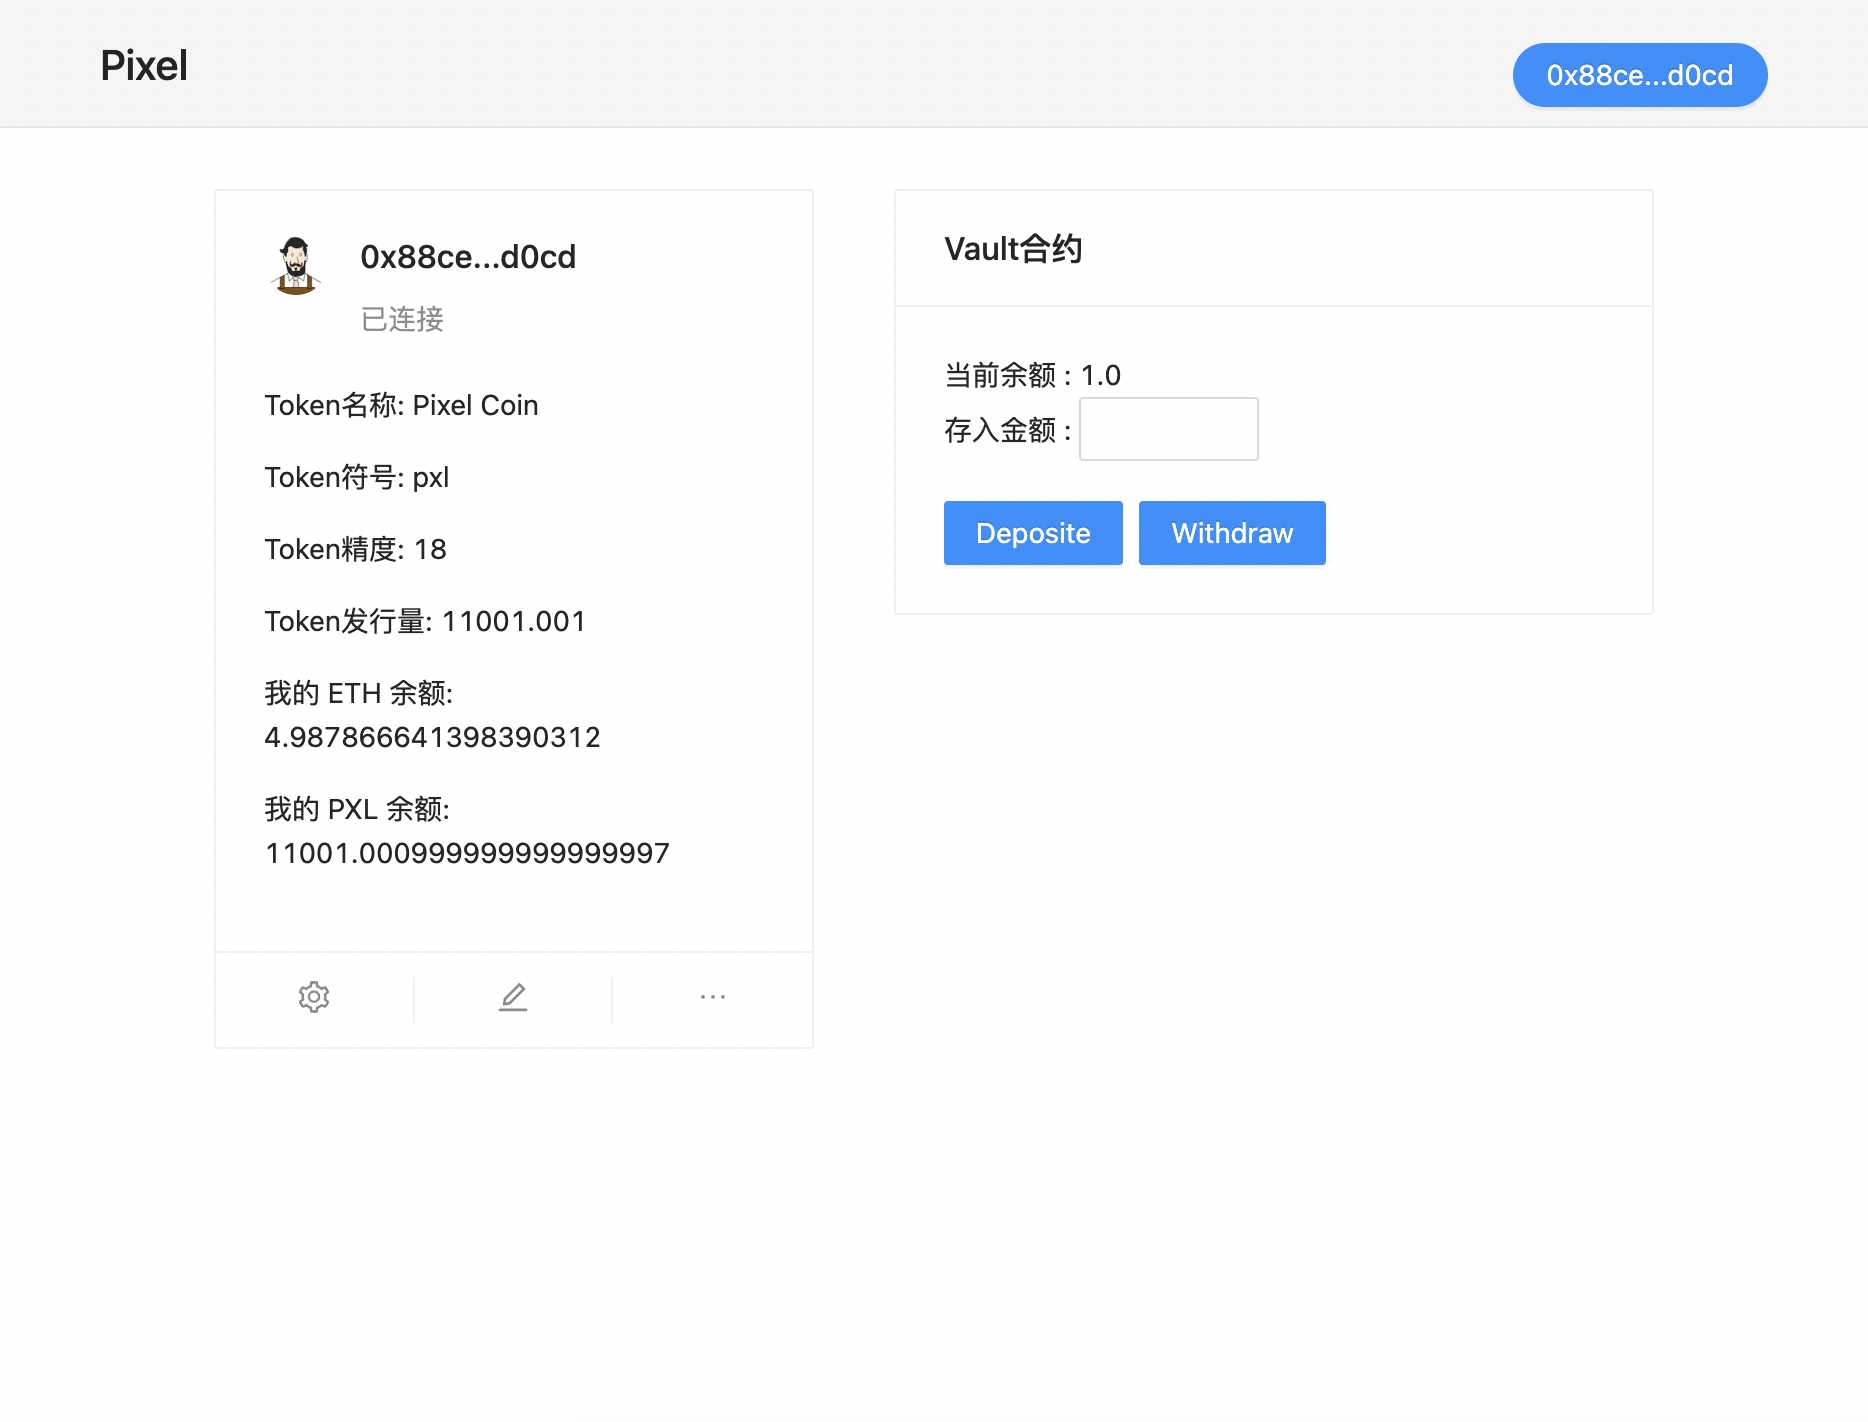 Pixel
0x88ce...d0cd
0x88ce...d0cd
已连接
Token名称: Pixel Coin
Token符号: pxl
Token精度: 18
Token发行量: 11001.001
我的 ETH 余额:
4.987866641398390312
我的 PXL 余额:
11001.000999999999999997
Vault合约
当前余额 : 1.0
存入金额 :
Deposite
Withdraw